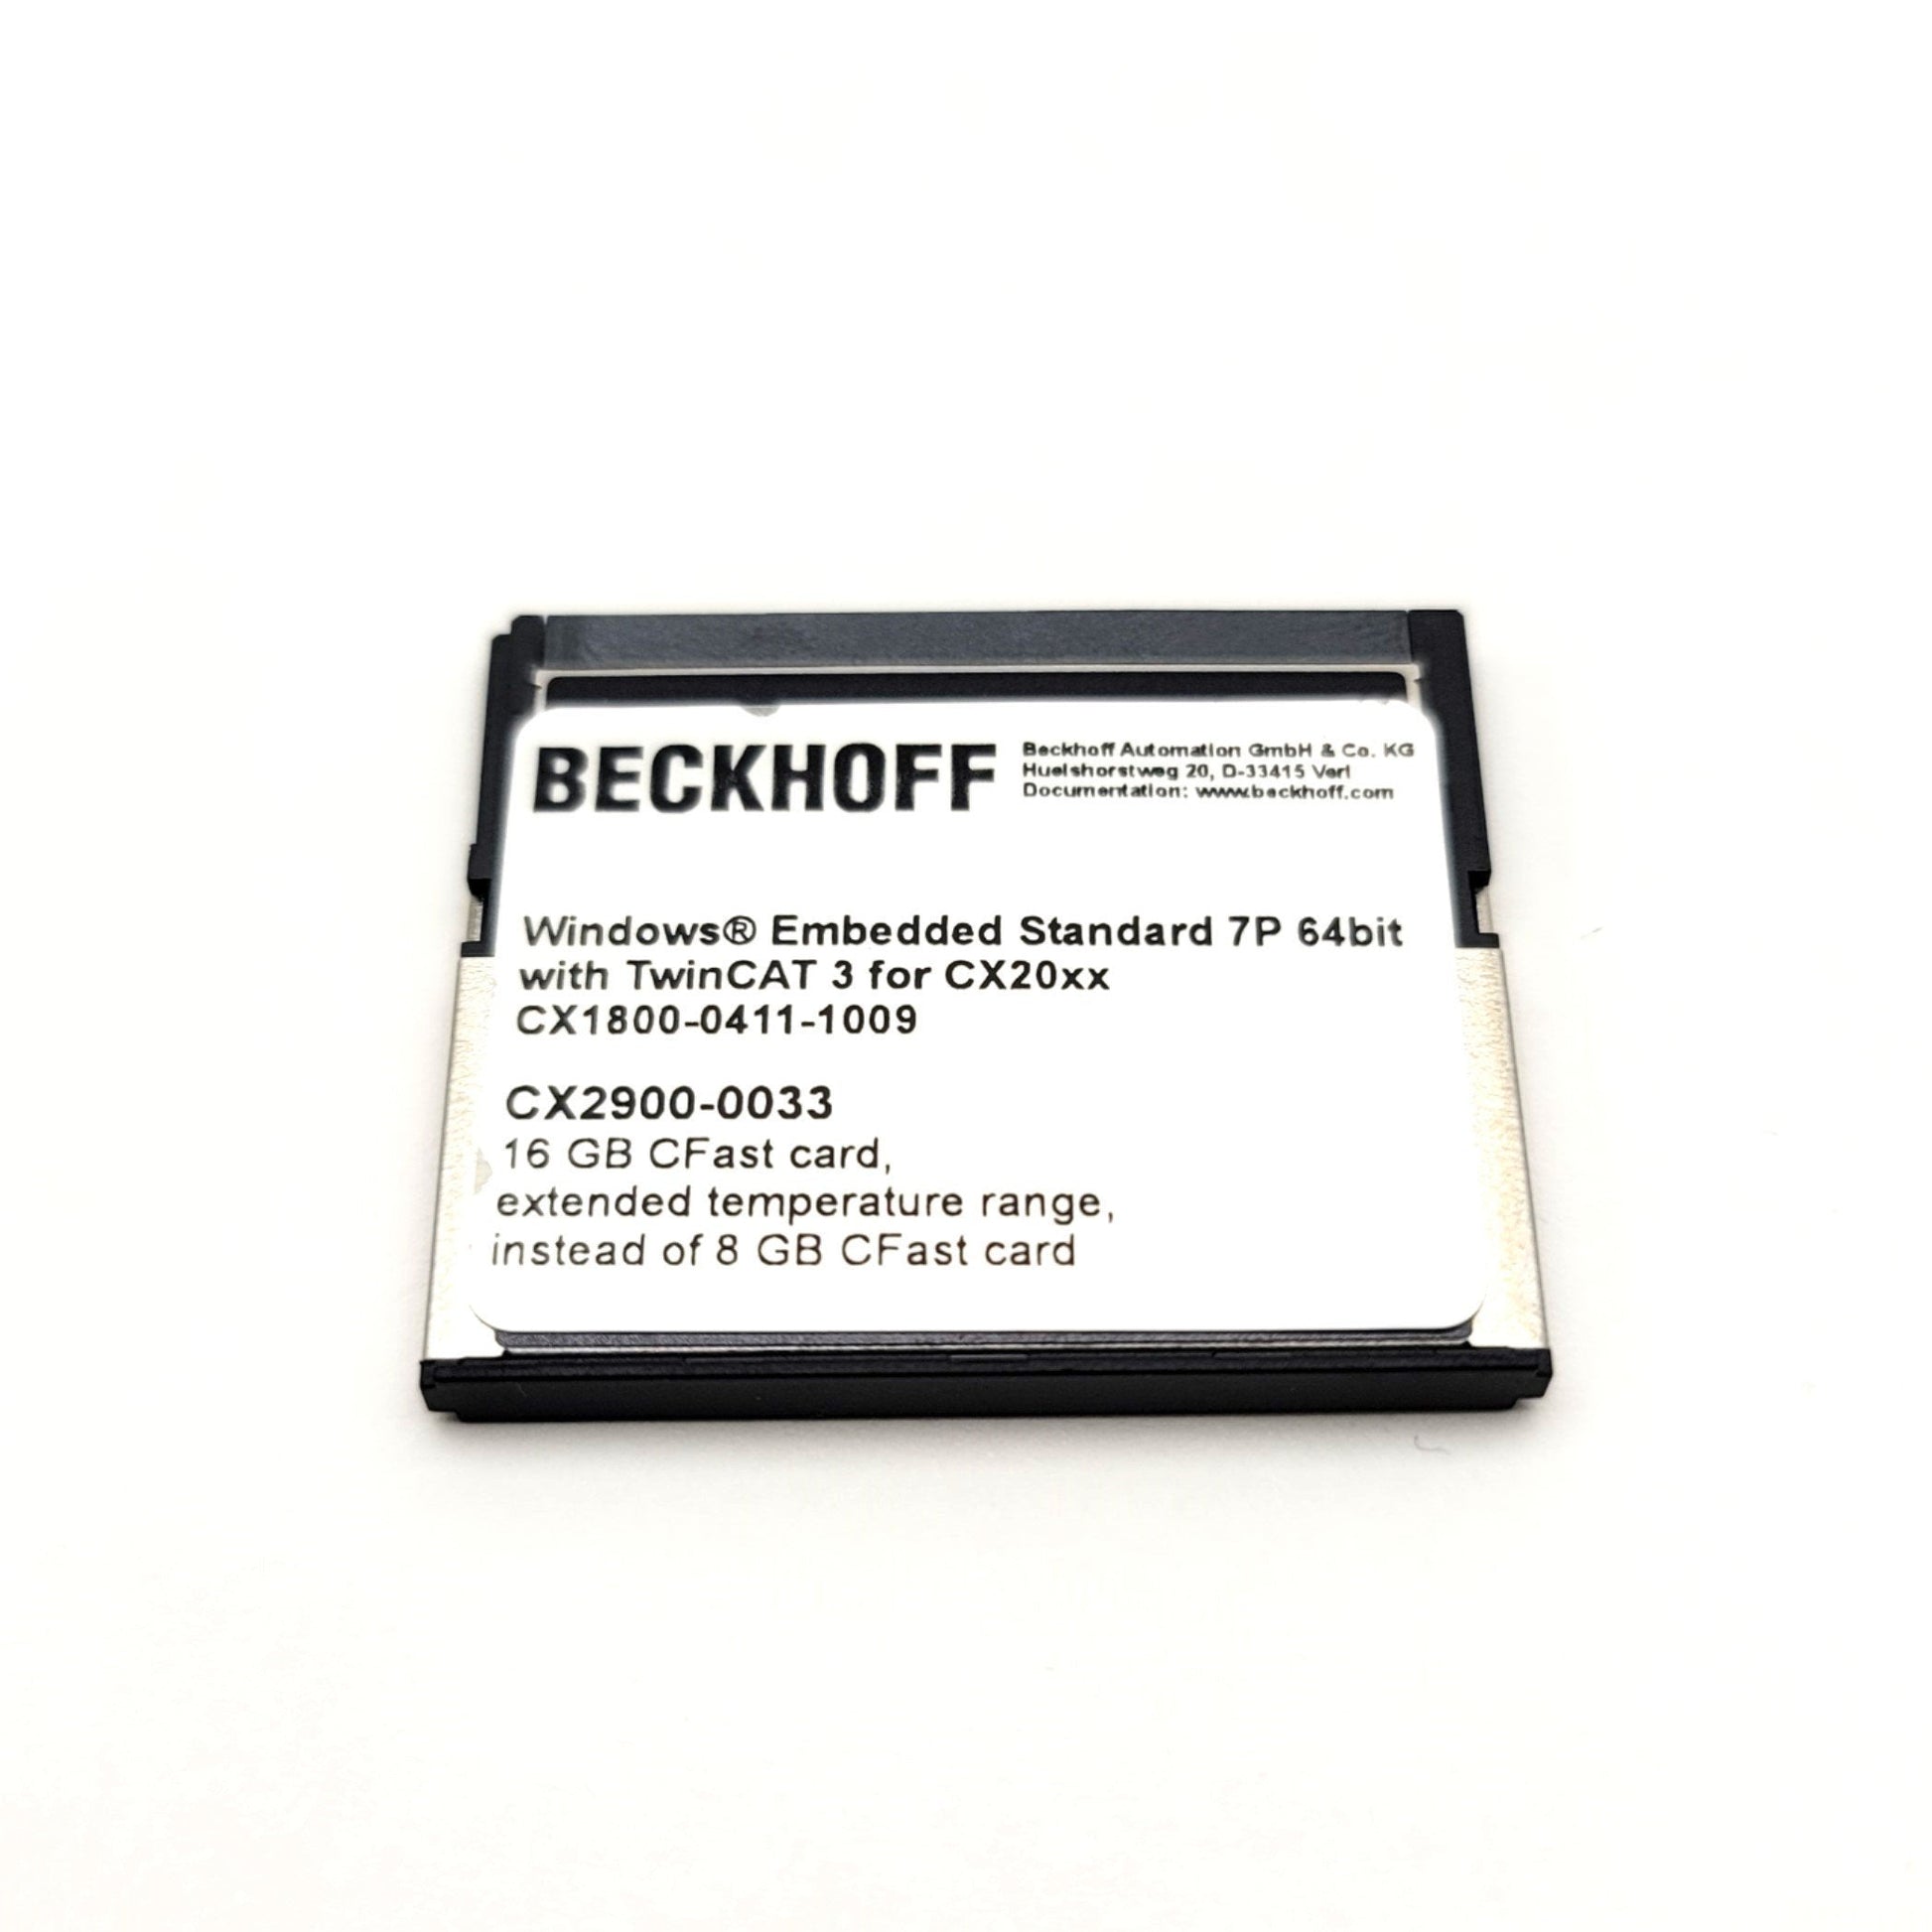 BECKHOFF
Beckhoff Automation GmbH & Co. KG
Huelshorstweg 20, D-33415 Verl
Documentation: www.beckhoff.com
Windows® Embedded Standard 7P 64bit
with TwinCAT 3 for CX20xx
CX1800-0411-1009
CX2900-0033
16 GB CFast card,
extended temperature range,
instead of 8 GB CFast card